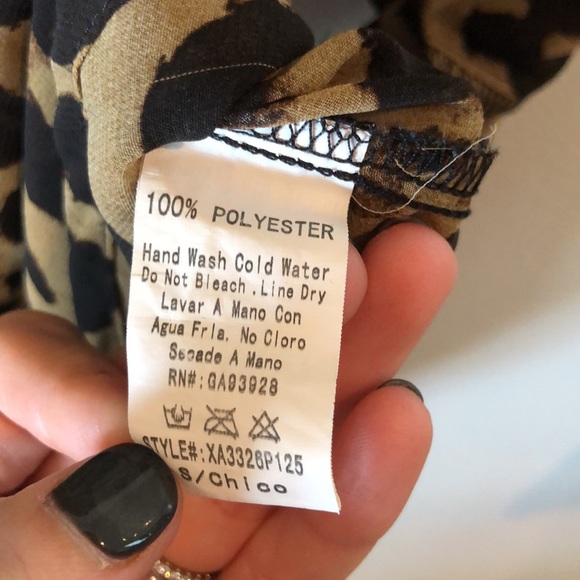 100% POLYESTER
Hand Wash Cold Water
Do Not Bleach .Line Dry
Lavar A Mano Con
Agua Fria. No Cloro
Secade A Mano
RN#:GA93928
STYLE#:XA3326P125
S/Chico